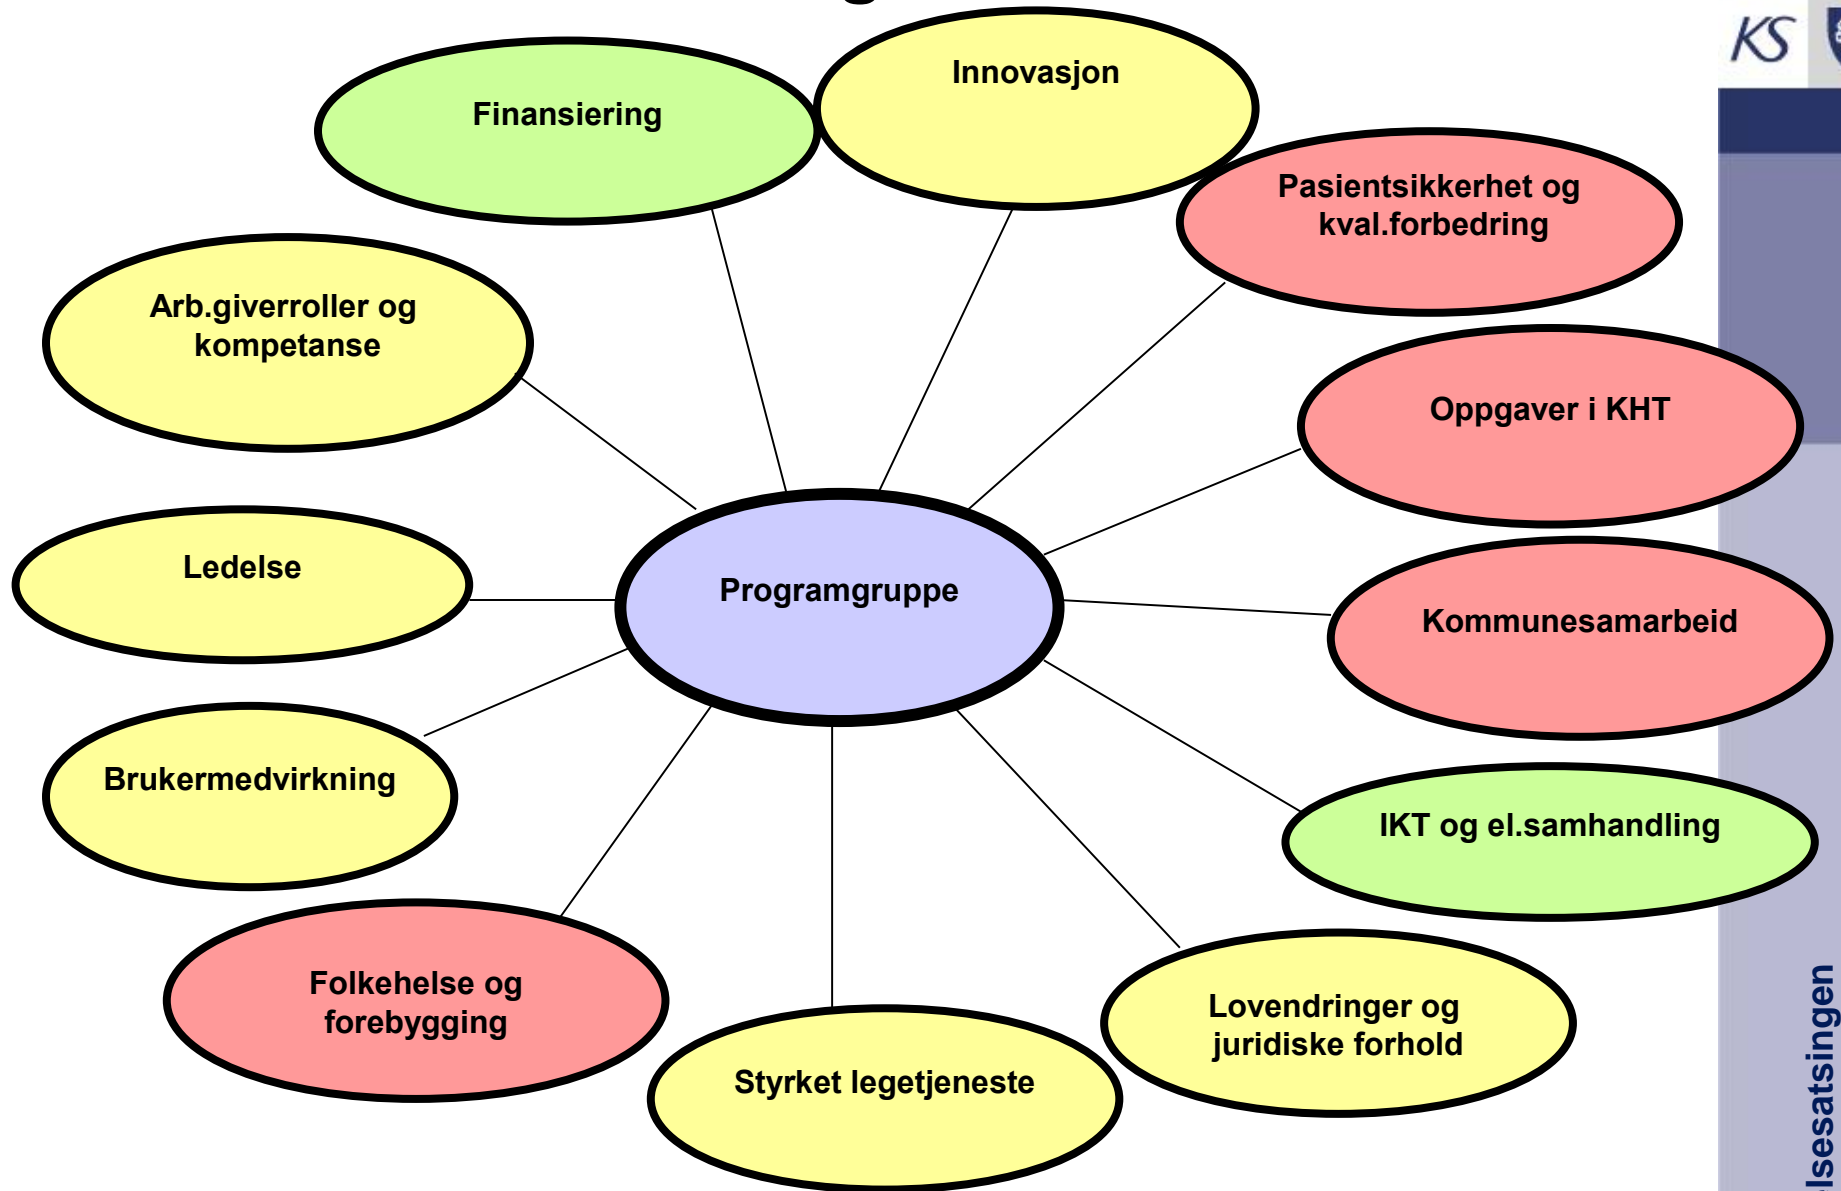 KS
Innovasjon
Finansiering
Pasientsikkerhet og
kval.forbedring
Arb.giverroller og
kompetanse
Oppgaver i KHT
Ledelse
Programgruppe
Kommunesamarbeid
Brukermedvirkning
IKT og el.samhandling
Folkehelse og
forebygging
Lovendringer og
juridiske forhold
Styrket legetjeneste
lsesatsingen